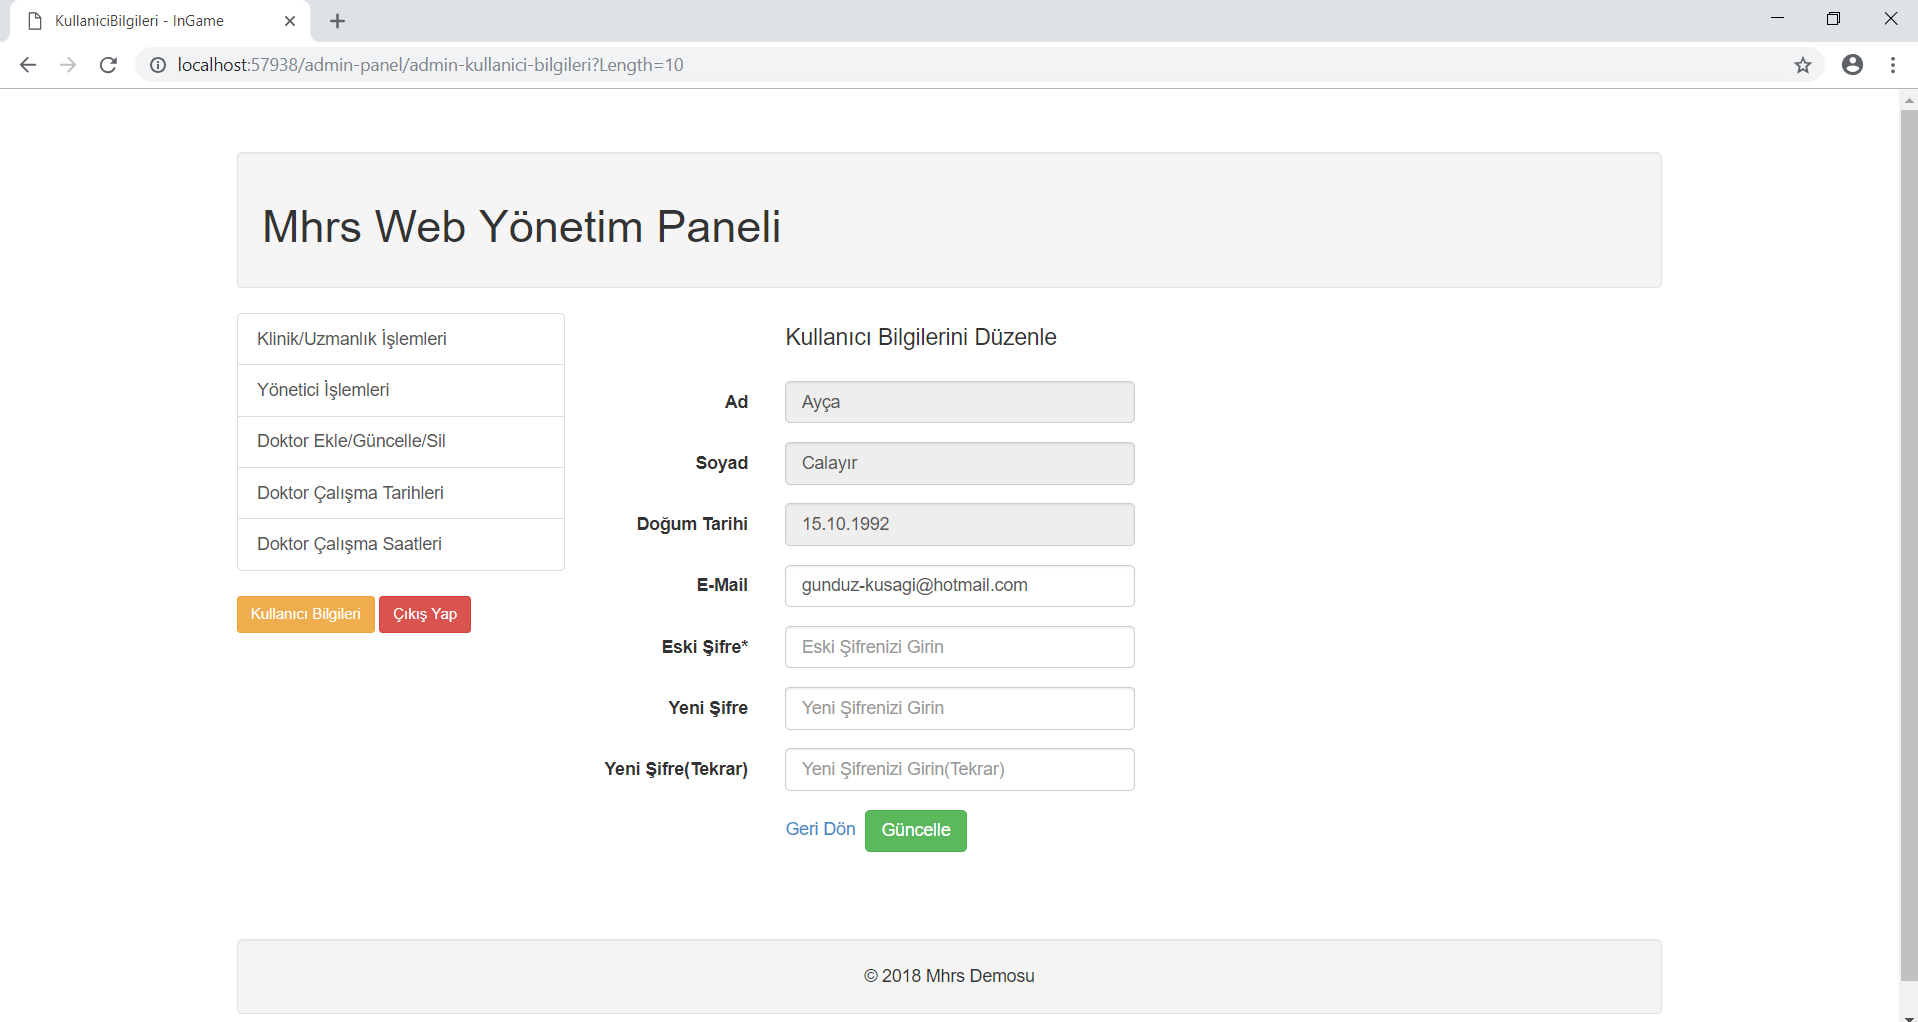 KullaniciBilgileri - InGame
localhost:57938/admin-panel/admin-kullanici-bilgileri?Length=10
Mhrs Web Yönetim Paneli
Klinik/Uzmanlık İşlemleri
Yönetici İşlemleri
Doktor Ekle/Güncelle/Sil
Doktor Çalışma Tarihleri
Doktor Çalışma Saatleri
Kullanıcı Bilgileri Çıkış Yap
Kullanıcı Bilgilerini Düzenle
Ad Ayça
Soyad Calayır
Doğum Tarihi 15.10.1992
E-Mail gunduz-kusagi@hotmail.com
Eski Şifre* Eski Şifrenizi Girin
Yeni Şifre Yeni Şifrenizi Girin
Yeni Şifre(Tekrar) Yeni Şifrenizi Girin(Tekrar)
Geri Dön Güncelle
© 2018 Mhrs Demosu